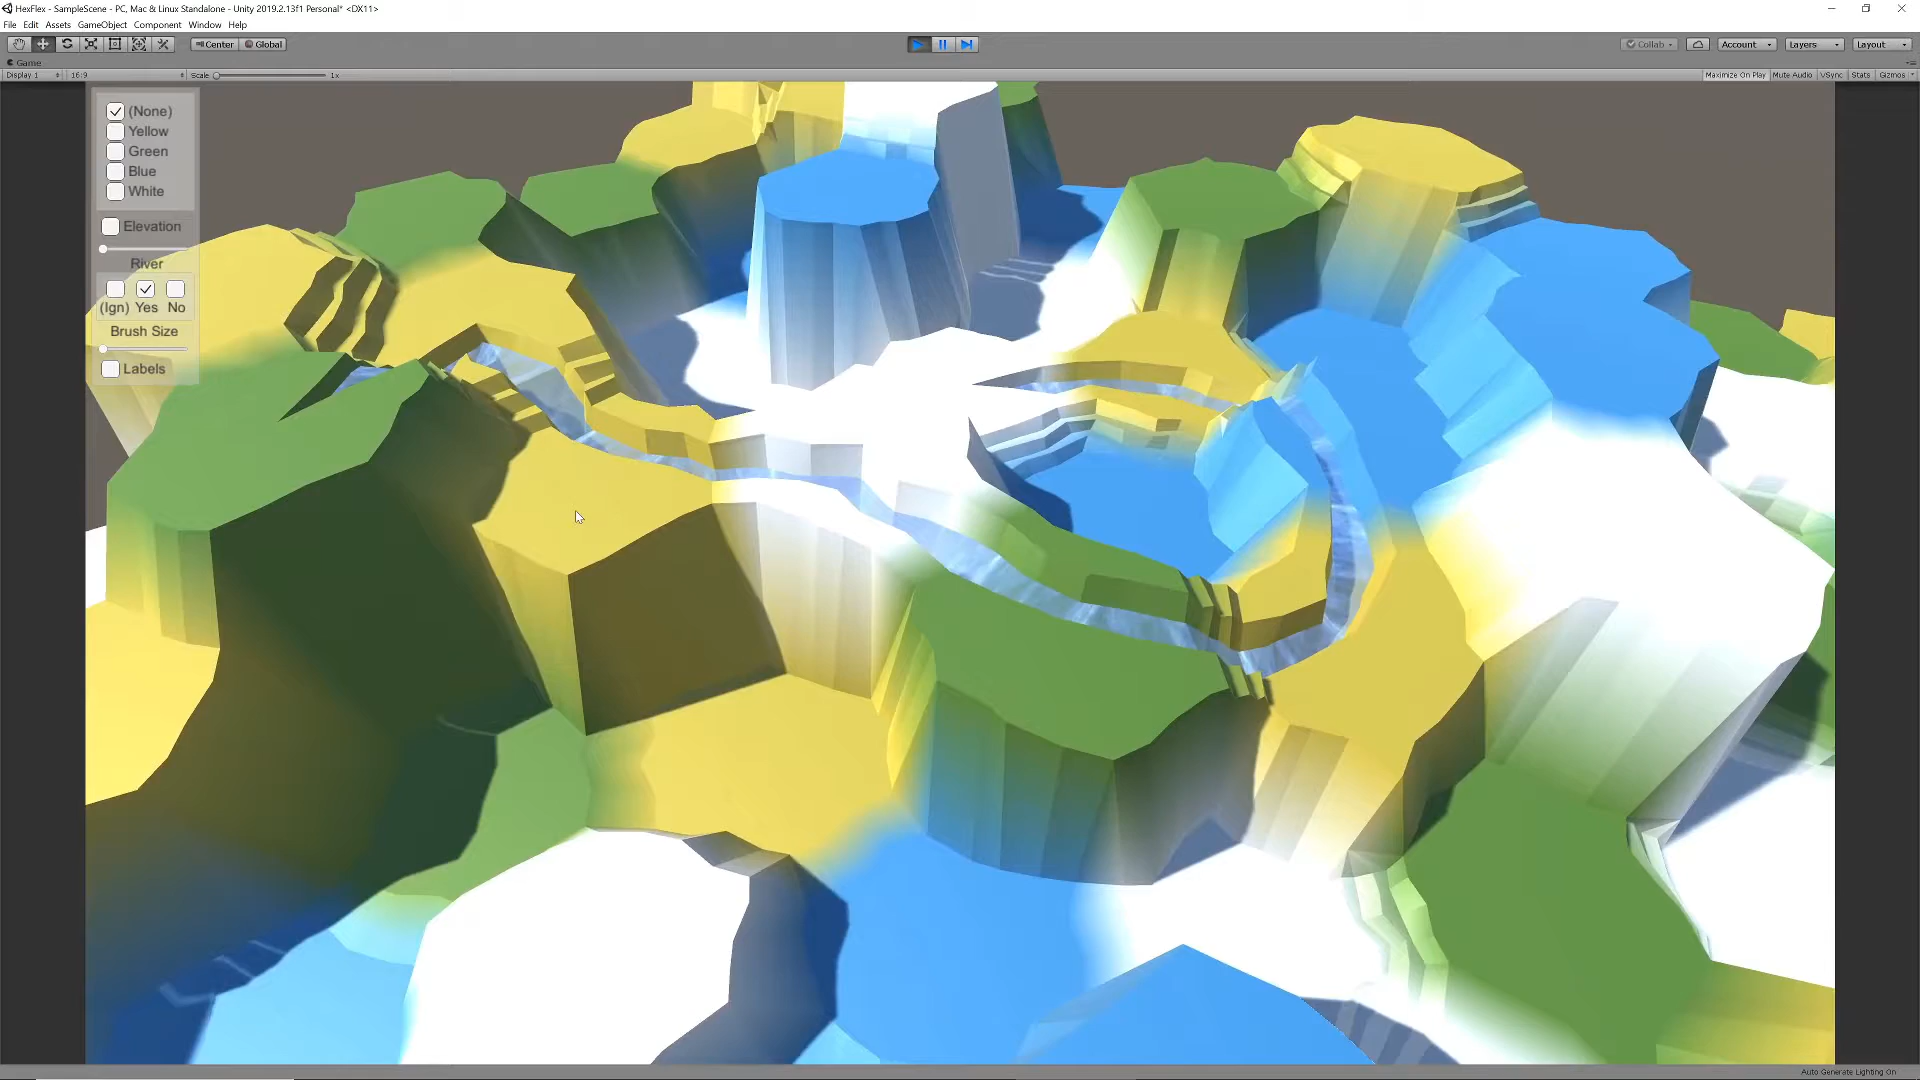 HexFlex - SampleScene - PC, Mac & Linux Standalone - Unity 2019.2.13f1 Personal* <DX11>
File Edit Assets GameObject Component Window Help
Center Global Collab Account Layers Layout
Game
Display 1 16:9 Scale 1x Maximize On Play Mute Audio VSync Stats Gizmos
(None)
Yellow
Green
Blue
White
Elevation
River
(Ign) Yes No
Brush Size
Labels
Auto Generate Lighting On